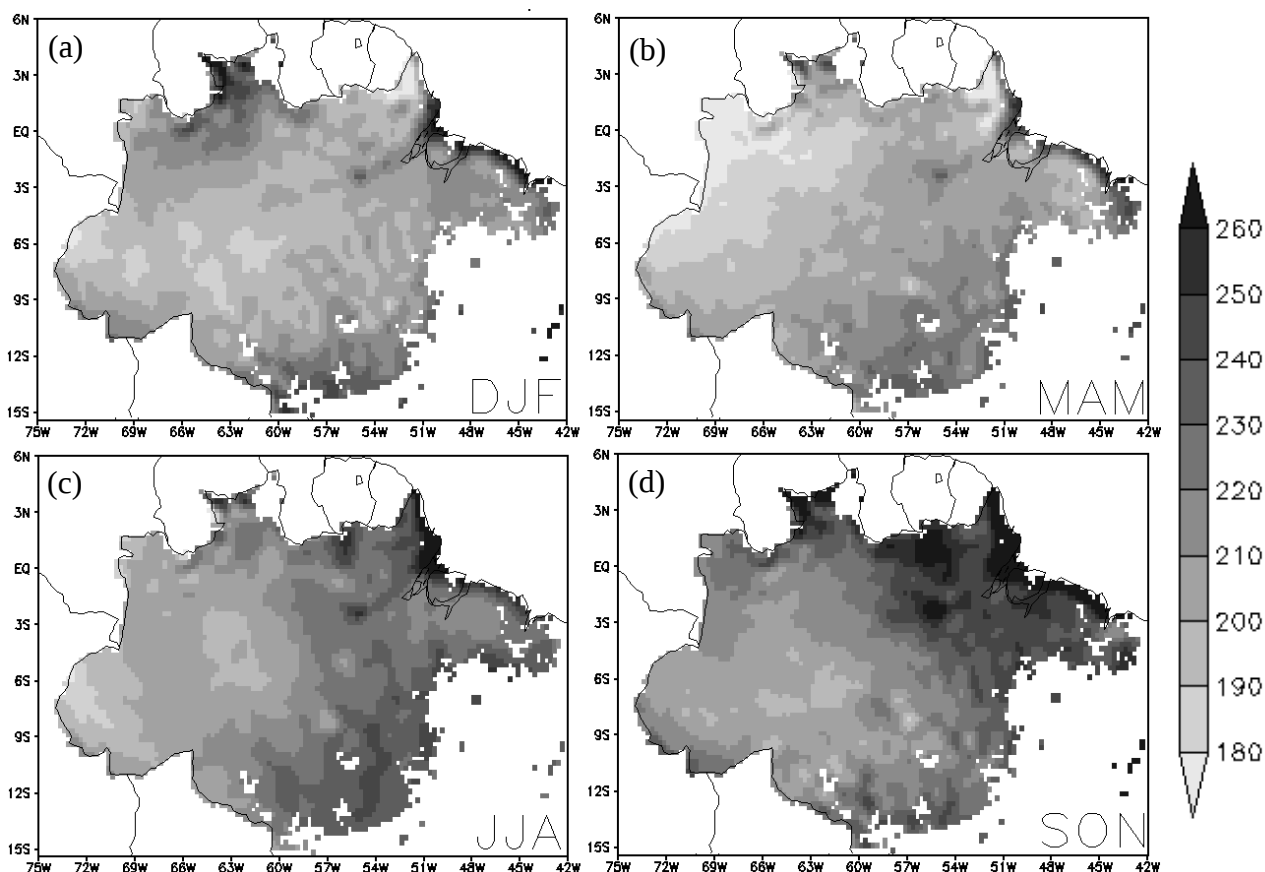 (a)
6N
3N
EQ
3S
6S
9S
12S
15S
75W 72W 69W 66W 63W 60W 57W 54W 51W 48W 45W 42W
DJF
(b)
6N
3N
EQ
3S
6S
9S
12S
15S
75W 72W 69W 66W 63W 60W 57W 54W 51W 48W 45W 42W
MAM
(c)
6N
3N
EQ
3S
6S
9S
12S
15S
75W 72W 69W 66W 63W 60W 57W 54W 51W 48W 45W 42W
JJA
(d)
6N
3N
EQ
3S
6S
9S
12S
15S
75W 72W 69W 66W 63W 60W 57W 54W 51W 48W 45W 42W
SON
260
250
240
230
220
210
200
190
180